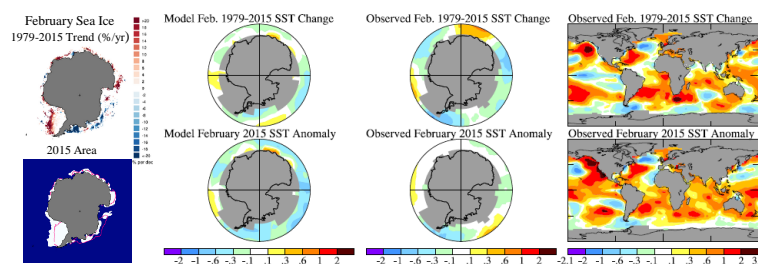 February Sea Ice
1979-2015 Trend (%/yr)
2015 Area
% per dec
Model Feb. 1979-2015 SST Change
Observed Feb. 1979-2015 SST Change
Observed Feb. 1979-2015 SST Change
Model February 2015 SST Anomaly
Observed February 2015 SST Anomaly
Observed February 2015 SST Anomaly
-2 -1 -.6 -.3 -.1 .1 .3 .6 1 2
-2 -1 -.6 -.3 -.1 .1 .3 .6 1 2
-2.1 -2 -1 -.6 -.3 -.1 .1 .3 .6 1 2 3